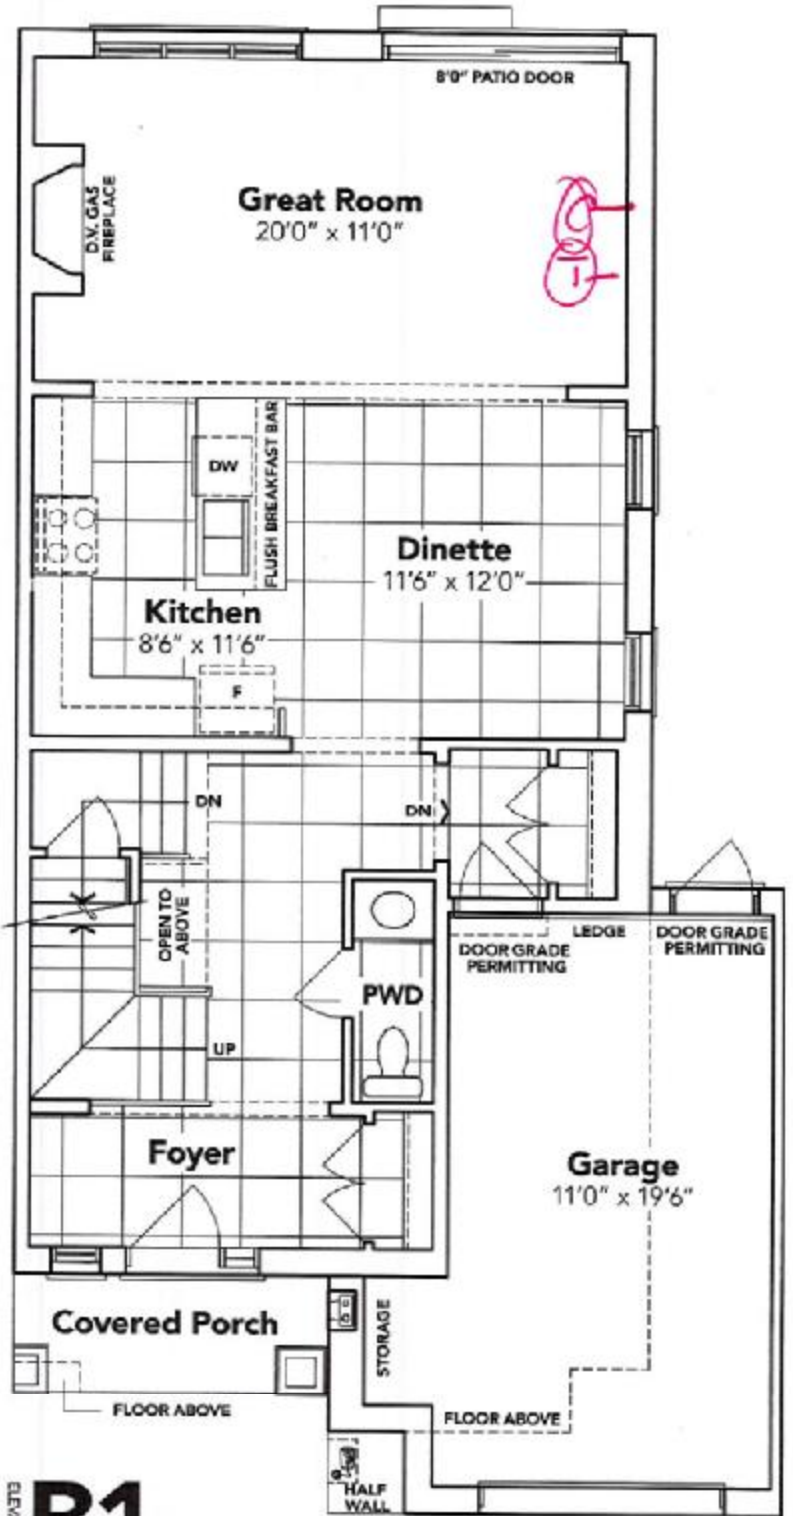 8'0" PATIO DOOR
D.V. GAS
FIREPLACE
Great Room
20'0" x 11'0"
DW
FLUSH BREAKFAST BAR
Dinette
11'6" x 12'0"
Kitchen
8'6" x 11'6"
F
DN
DN
OPEN TO
ABOVE
DOOR GRADE
PERMITTING
LEDGE
DOOR GRADE
PERMITTING
PWD
UP
Foyer
Garage
11'0" x 19'6"
Covered Porch
STORAGE
FLOOR ABOVE
FLOOR ABOVE
HALF
WALL